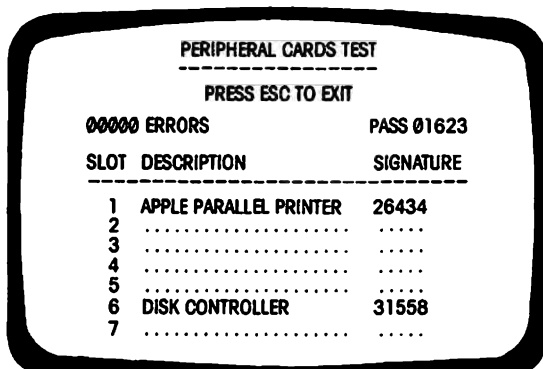 PERIPHERAL CARDS TEST
PRESS ESC TO EXIT
00000 ERRORS PASS 01623
SLOT DESCRIPTION SIGNATURE
1 APPLE PARALLEL PRINTER 26434
2 ..................... .....
3 ..................... .....
4 ..................... .....
5 ..................... .....
6 DISK CONTROLLER 31558
7 ..................... .....